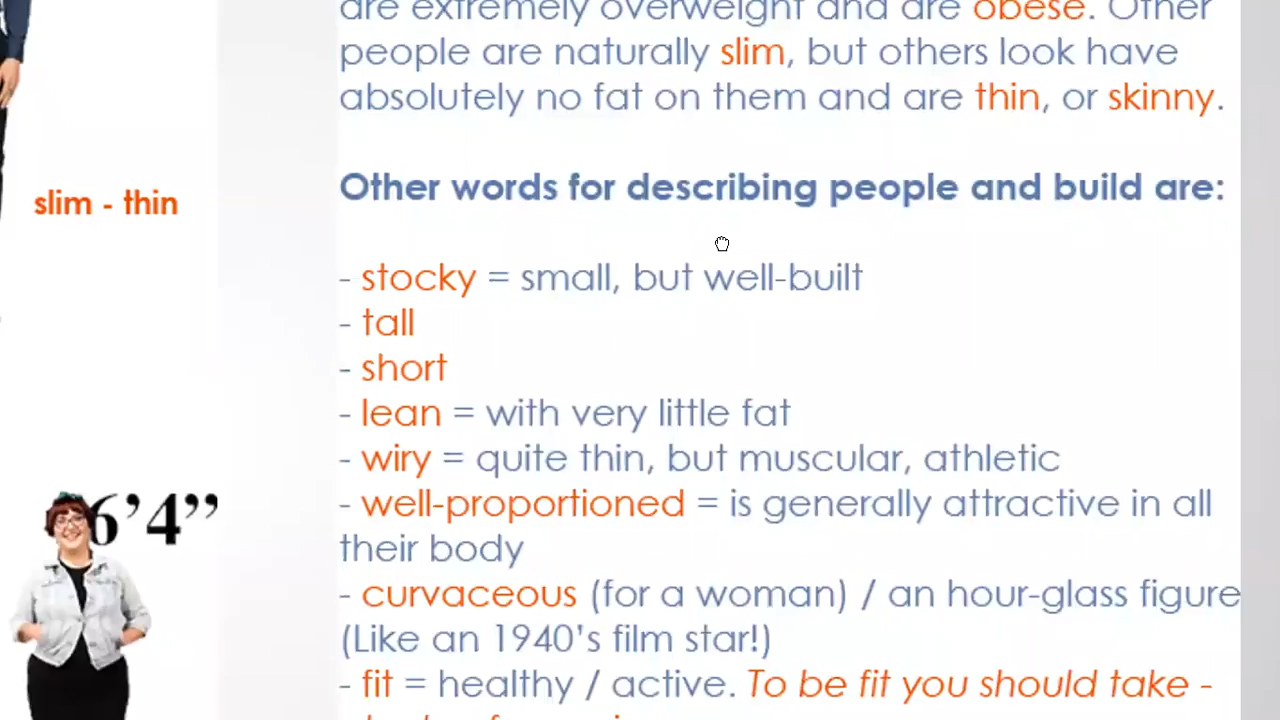 are extremely overweight and are obese. Other
people are naturally slim, but others look have
absolutely no fat on them and are thin, or skinny.
slim - thin
Other words for describing people and build are:
- stocky = small, but well-built
- tall
- short
- lean = with very little fat
- wiry = quite thin, but muscular, athletic
- well-proportioned = is generally attractive in all
their body
6’4”
- curvaceous (for a woman) / an hour-glass figure
(Like an 1940’s film star!)
- fit = healthy / active. To be fit you should take -